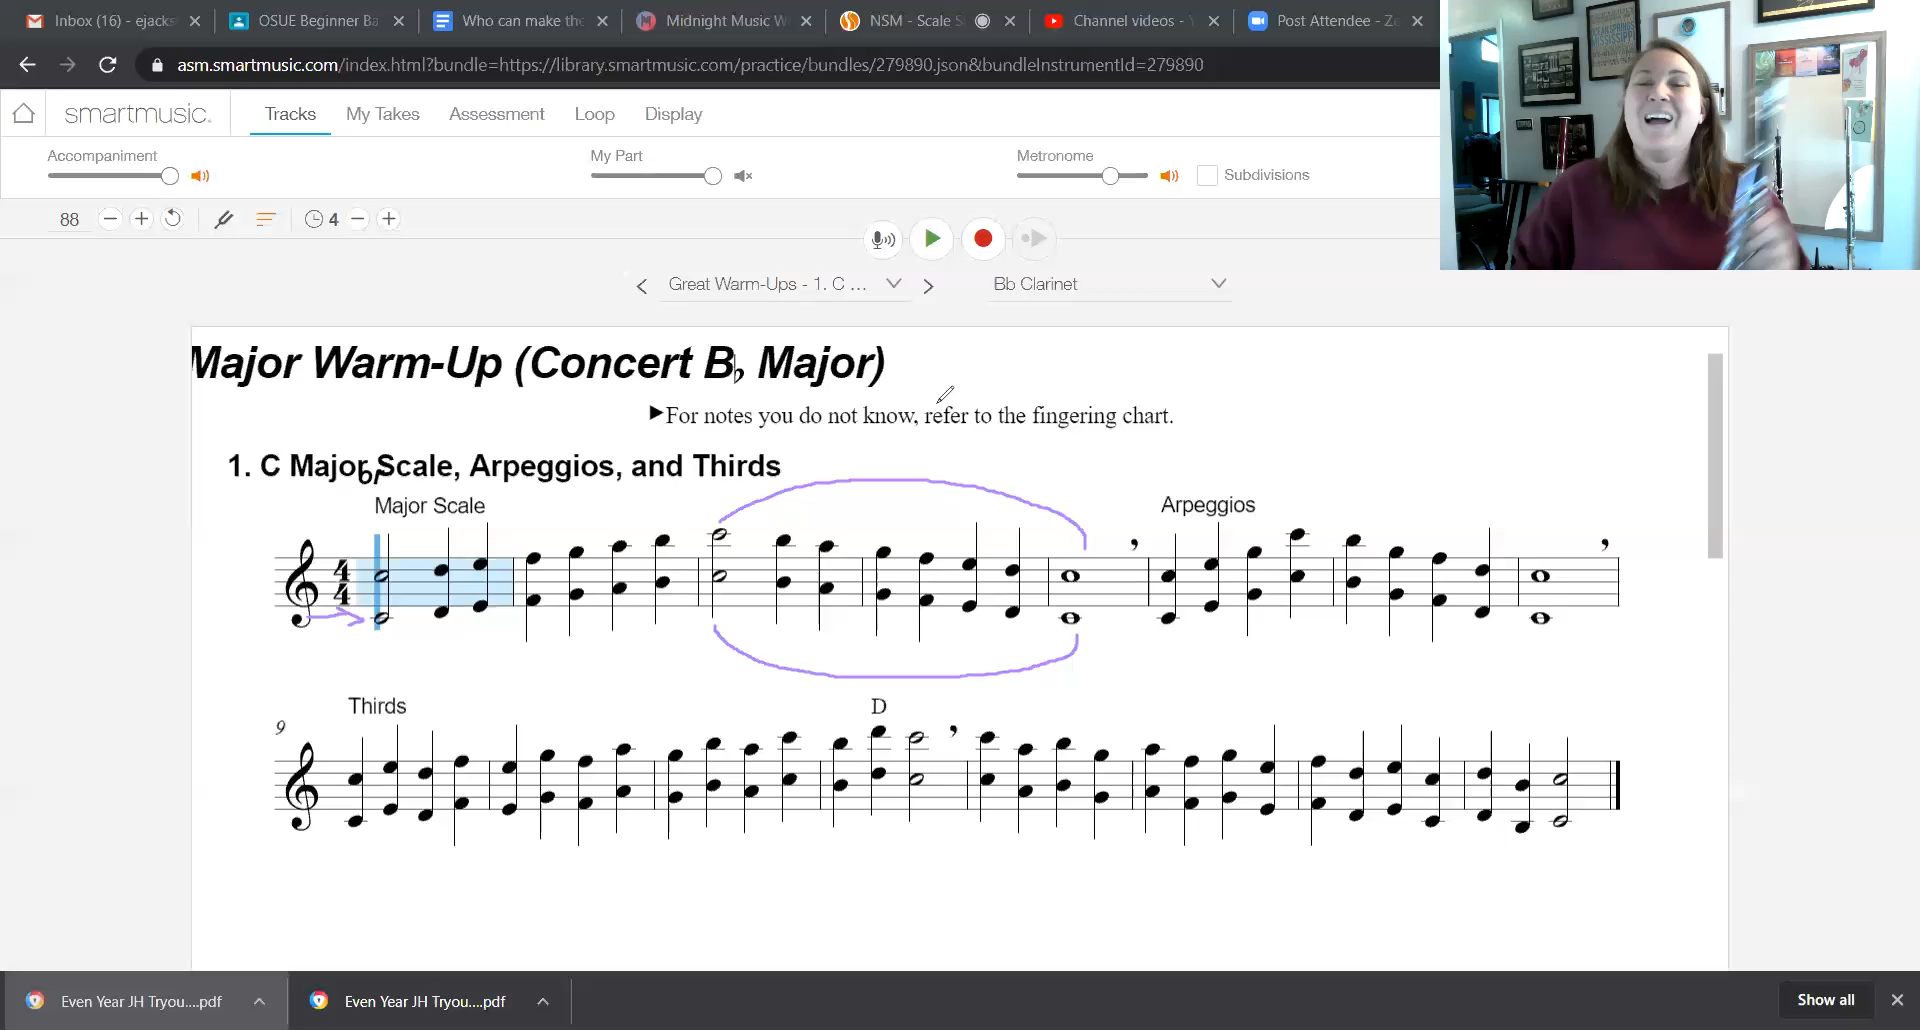 Inbox (16) - ejacks
OSUE Beginner Ba
Who can make the
Midnight Music W
NSM - Scale S
Channel videos - Y
Post Attendee - Zo
asm.smartmusic.com/index.html?bundle=https://library.smartmusic.com/practice/bundles/279890.json&bundleInstrumentId=279890
smartmusic.
Tracks
My Takes
Assessment
Loop
Display
Accompaniment
My Part
Metronome
Subdivisions
88
4
Great Warm-Ups - 1. C ...
Bb Clarinet
Major Warm-Up (Concert B♭ Major)
▶For notes you do not know, refer to the fingering chart.
1. C Major Scale, Arpeggios, and Thirds
or
Major Scale
Arpeggios
4
4
Thirds
D
9
Even Year JH Tryou....pdf
Even Year JH Tryou....pdf
Show all